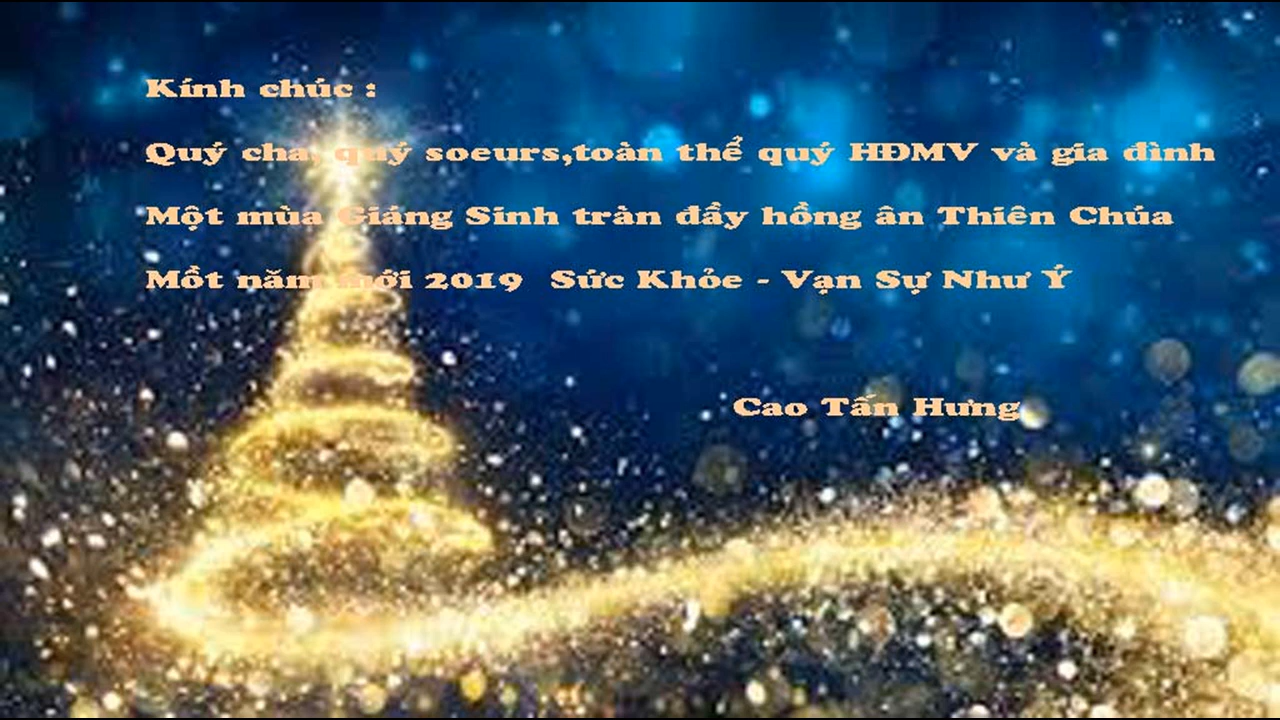 Kính chúc :
Quý cha, quý soeurs,toàn thể quý HĐMV và gia đình
Một mùa Giáng Sinh tràn đầy hồng ân Thiên Chúa
Mồt năm mới 2019 Sức Khỏe - Vạn Sự Như Ý
Cao Tấn Hưng